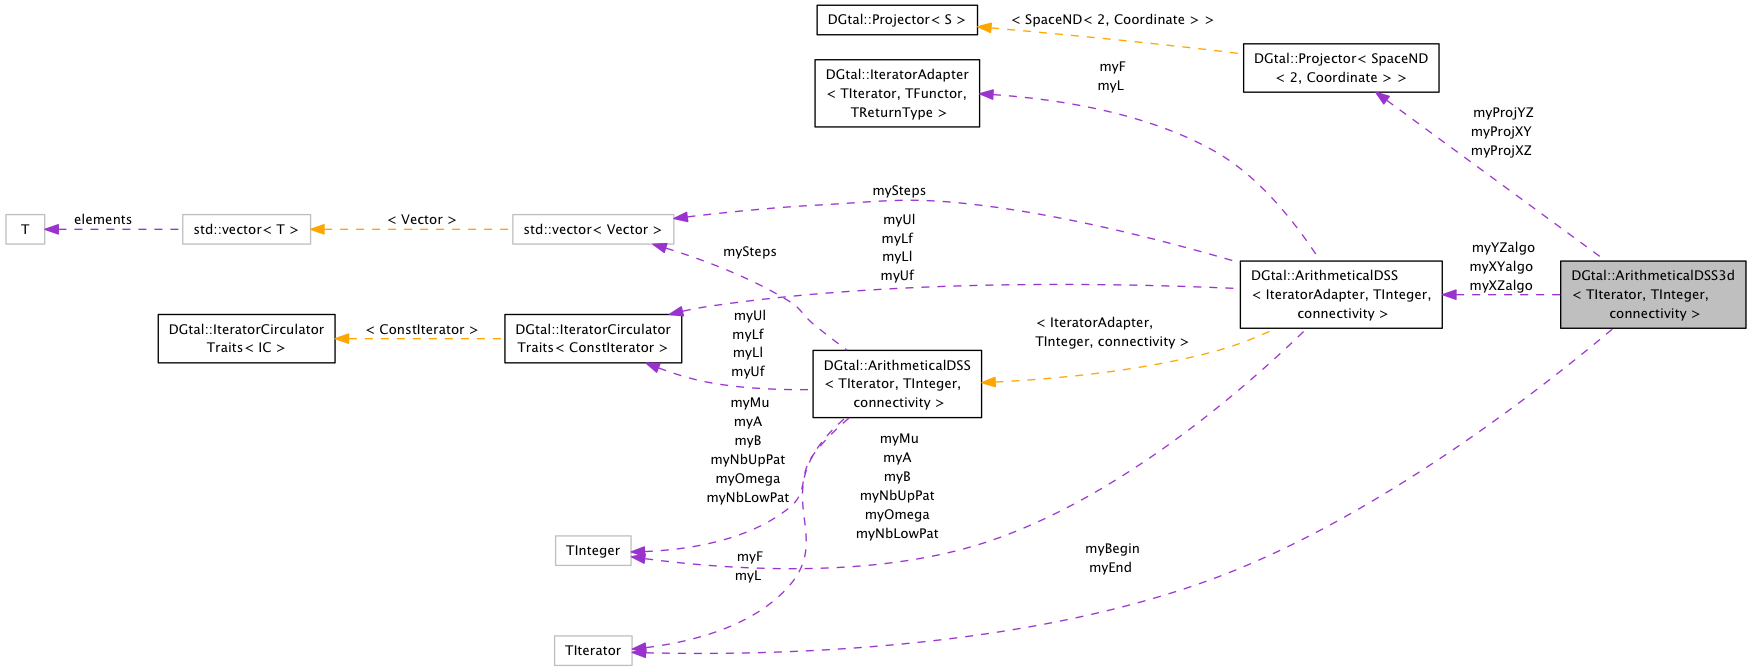 DGtal::Projector< S >
< SpaceND< 2, Coordinate > >
DGtal::Projector< SpaceND
< 2, Coordinate > >
DGtal::IteratorAdapter
< TIterator, TFunctor,
TReturnType >
myF
myL
myProjYZ
myProjXY
myProjXZ
T
elements
std::vector< T >
< Vector >
std::vector< Vector >
mySteps
mySteps
myUl
myLf
myLl
myUf
DGtal::ArithmeticalDSS
< IteratorAdapter, TInteger,
connectivity >
myYZalgo
myXYalgo
myXZalgo
DGtal::ArithmeticalDSS3d
< TIterator, TInteger,
connectivity >
DGtal::IteratorCirculator
Traits< IC >
< ConstIterator >
DGtal::IteratorCirculator
Traits< ConstIterator >
myUl
myLf
myLl
myUf
< IteratorAdapter,
TInteger, connectivity >
DGtal::ArithmeticalDSS
< TIterator, TInteger,
connectivity >
myMu
myA
myB
myNbUpPat
myOmega
myNbLowPat
myMu
myA
myB
myNbUpPat
myOmega
myNbLowPat
TInteger
myF
myL
myBegin
myEnd
TIterator